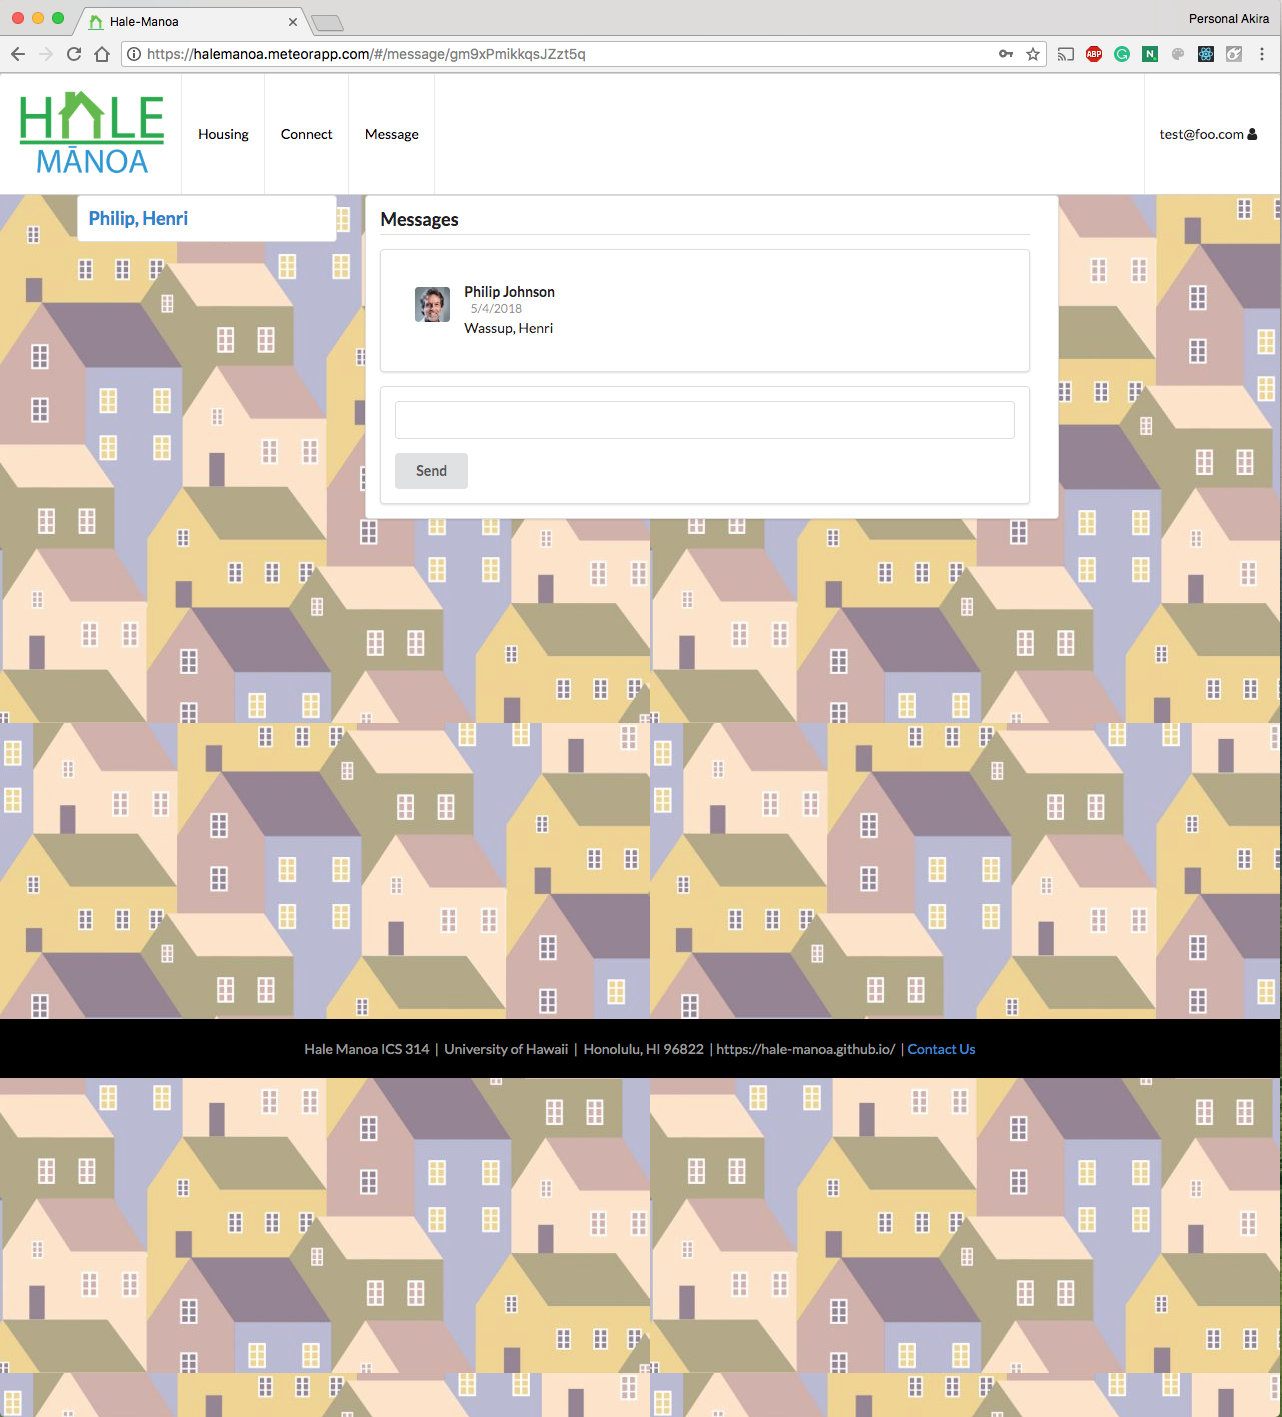 Hale-Manoa
Personal Akira
https://halemanoa.meteorapp.com/#/message/gm9xPmikkqsJZzt5q
ABP
G
N
HALE
MĀNOA
Housing
Connect
Message
test@foo.com
Philip, Henri
Messages
Philip Johnson
5/4/2018
Wassup, Henri
Send
Hale Manoa ICS 314 | University of Hawaii | Honolulu, HI 96822 | https://hale-manoa.github.io/ | Contact Us